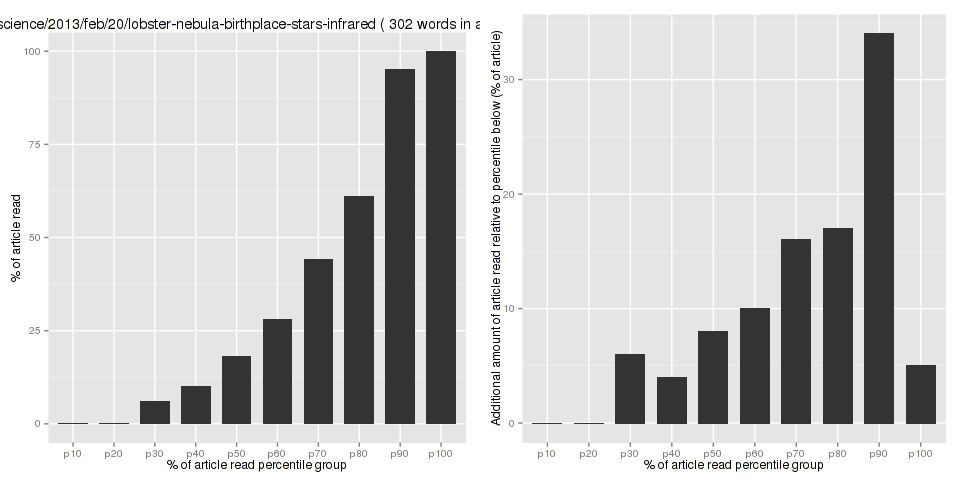 science/2013/feb/20/lobster-nebula-birthplace-stars-infrared ( 302 words in a
% of article read
100
75
50
25
0
p10 p20 p30 p40 p50 p60 p70 p80 p90 p100
% of article read percentile group
Additional amount of article read relative to percentile below (% of article)
30
20
10
0
p10 p20 p30 p40 p50 p60 p70 p80 p90 p100
% of article read percentile group